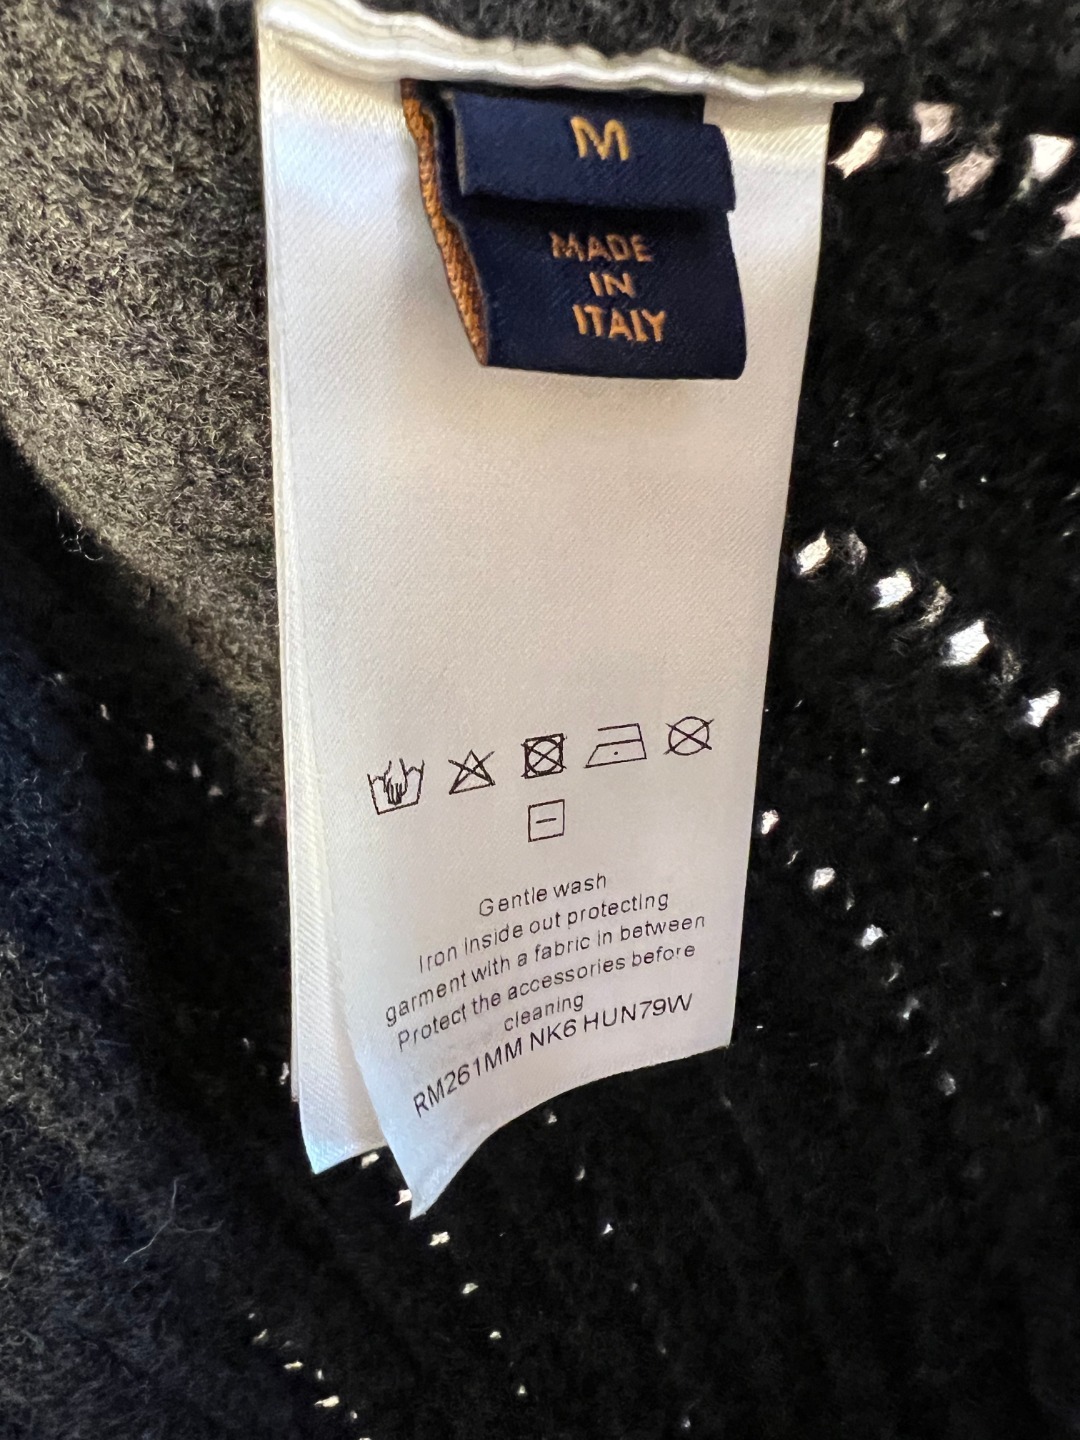 M
MADE
IN
ITALY
Gentle wash
Iron inside out protecting
garment with a fabric in between
Protect the accessories before
cleaning
RM261MM NK6 HUN79W